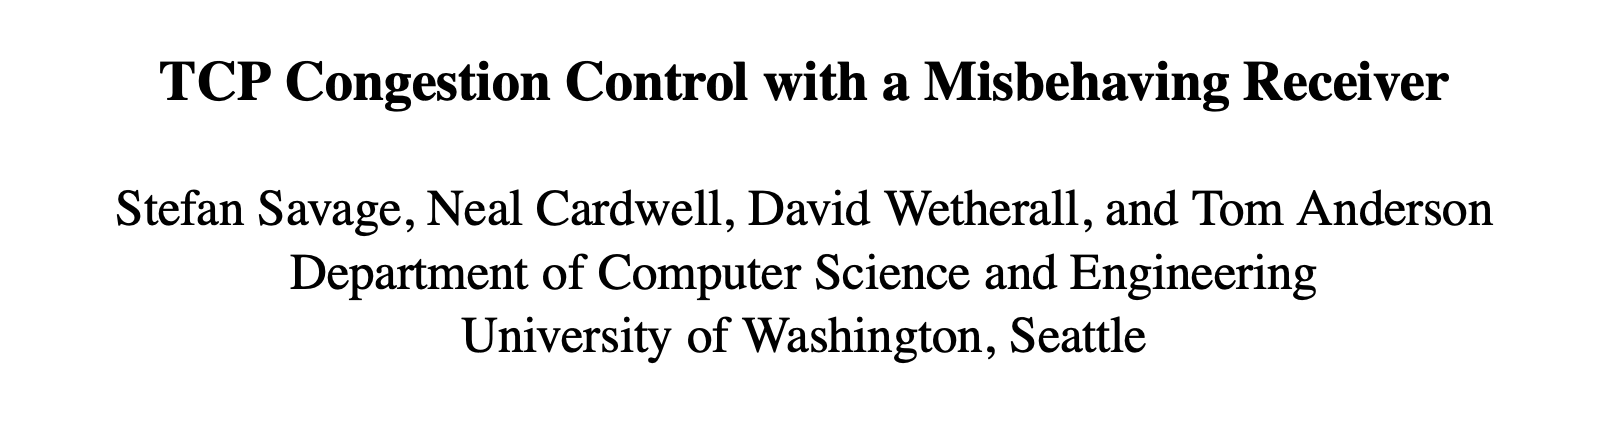 TCP Congestion Control with a Misbehaving Receiver
Stefan Savage, Neal Cardwell, David Wetherall, and Tom Anderson
Department of Computer Science and Engineering
University of Washington, Seattle